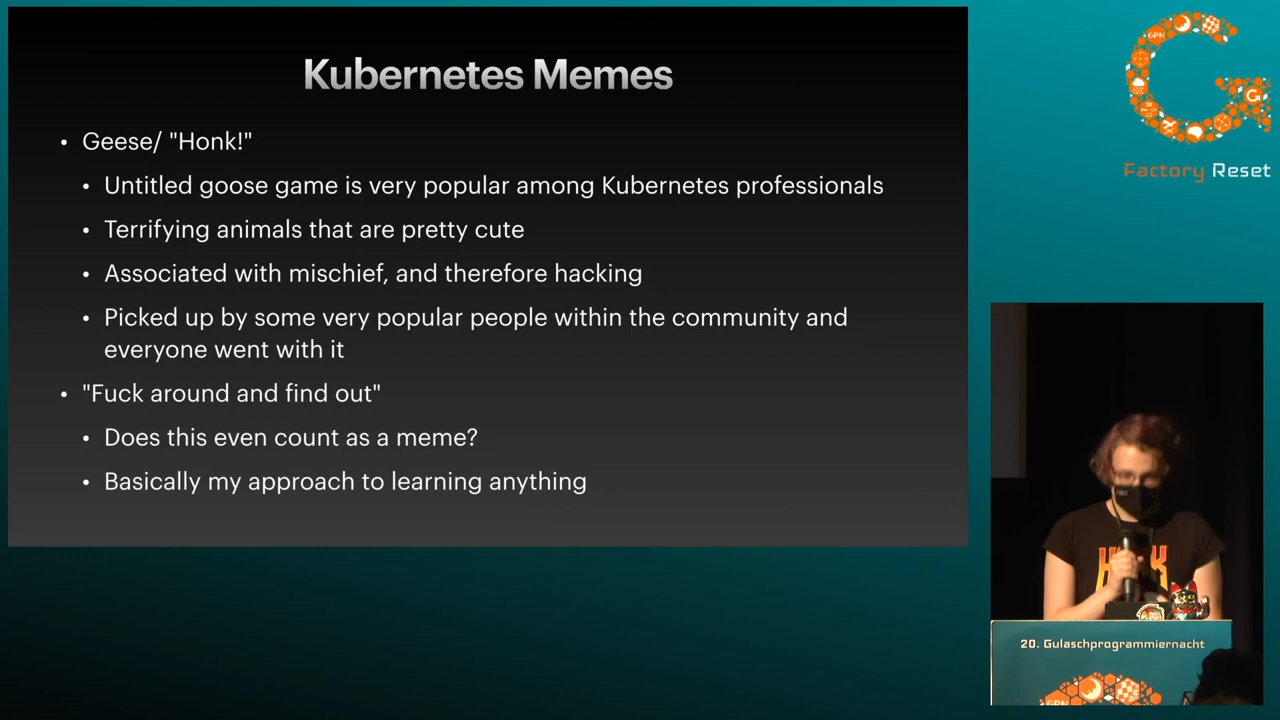 Kubernetes Memes
• Geese/ "Honk!"
• Untitled goose game is very popular among Kubernetes professionals
• Terrifying animals that are pretty cute
• Associated with mischief, and therefore hacking
• Picked up by some very popular people within the community and
everyone went with it
• "Fuck around and find out"
• Does this even count as a meme?
• Basically my approach to learning anything
GPN
G
Factory Reset
20. Gulaschprogrammiernacht
GPN